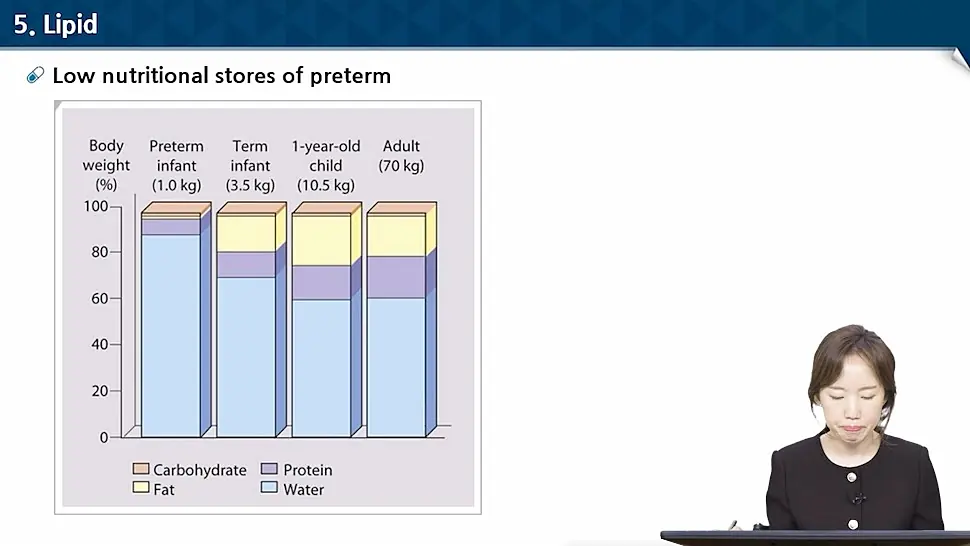 5. Lipid
Low nutritional stores of preterm
Body
weight
(%)
Preterm
infant
(1.0 kg)
Term
infant
(3.5 kg)
1-year-old
child
(10.5 kg)
Adult
(70 kg)
100
80
60
40
20
0
Carbohydrate
Protein
Fat
Water